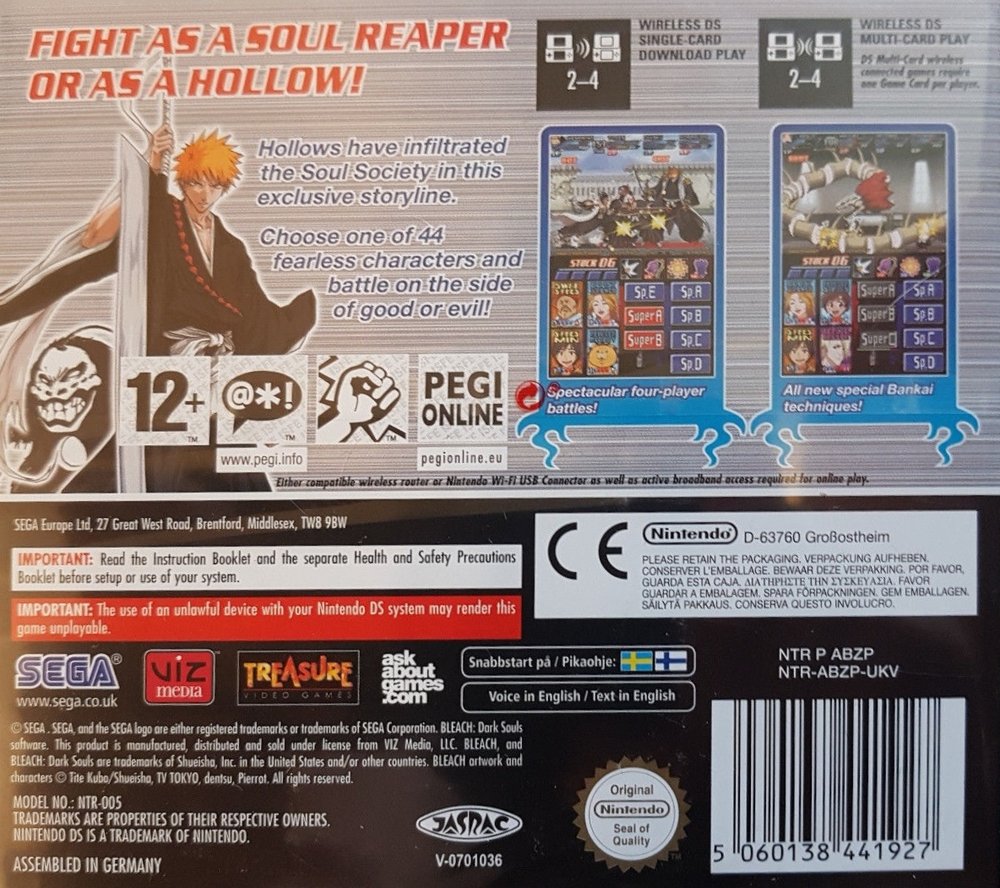 FIGHT AS A SOUL REAPER
OR AS A HOLLOW!
Hollows have infiltrated
the Soul Society in this
exclusive storyline.
Choose one of 44
fearless characters and
battle on the side
of good or evil!
WIRELESS DS
SINGLE-CARD
DOWNLOAD PLAY
2–4
WIRELESS DS
MULTI-CARD PLAY
DS Multi-Card wireless
connected games require
one Game Card per player.
2–4
STOCK 06
Sp.E
Sp.A
Super A
Sp.B
Super B
Sp.C
Sp.D
STOCK 06
Super A
Sp.A
Super B
Sp.B
Super D
Sp.C
Sp.D
Spectacular four-player
battles!
All new special Bankai
techniques!
12+
TM
@*!
TM
www.pegi.info
TM
PEGI
ONLINE
pegionline.eu
Either compatible wireless router or Nintendo Wi-Fi USB Connector as well as active broadband access required for online play.
SEGA Europe Ltd, 27 Great West Road, Brentford, Middlesex, TW8 9BW
IMPORTANT: Read the Instruction Booklet and the separate Health and Safety Precautions
Booklet before setup or use of your system.
IMPORTANT: The use of an unlawful device with your Nintendo DS system may render this
game unplayable.
CE
Nintendo® D-63760 Großostheim
PLEASE RETAIN THE PACKAGING. VERPACKUNG AUFHEBEN.
CONSERVER L'EMBALLAGE. BEWAAR DEZE VERPAKKING. POR FAVOR,
GUARDA ESTA CAJA. ΔΙΑΤΗΡΗΣΤΕ ΤΗΝ ΣΥΣΚΕΥΑΣΙΑ. FAVOR
GUARDAR A EMBALAGEM. SPARA FÖRPACKNINGEN. GEM EMBALLAGEN.
SÄILYTÄ PAKKAUS. CONSERVA QUESTO INVOLUCRO.
SEGA®
www.sega.co.uk
VIZ
MEDIA
TREASURE
VIDEO GAMES
ask
about
games
.com
Snabbstart på / Pikaohje:
Voice in English / Text in English
NTR P ABZP
NTR-ABZP-UKV
© SEGA. SEGA, and the SEGA logo are either registered trademarks or trademarks of SEGA Corporation. BLEACH: Dark Souls
software. This product is manufactured, distributed and sold under license from VIZ Media, LLC. BLEACH, and
BLEACH: Dark Souls are trademarks of Shueisha, Inc. in the United States and/or other countries. BLEACH artwork and
characters © Tite Kubo/Shueisha, TV TOKYO, dentsu, Pierrot. All rights reserved.
MODEL NO.: NTR-005
TRADEMARKS ARE PROPERTIES OF THEIR RESPECTIVE OWNERS.
NINTENDO DS IS A TRADEMARK OF NINTENDO.
ASSEMBLED IN GERMANY
JASRAC
V-0701036
Original
Nintendo
Seal of
Quality
TM
5 060138 441927